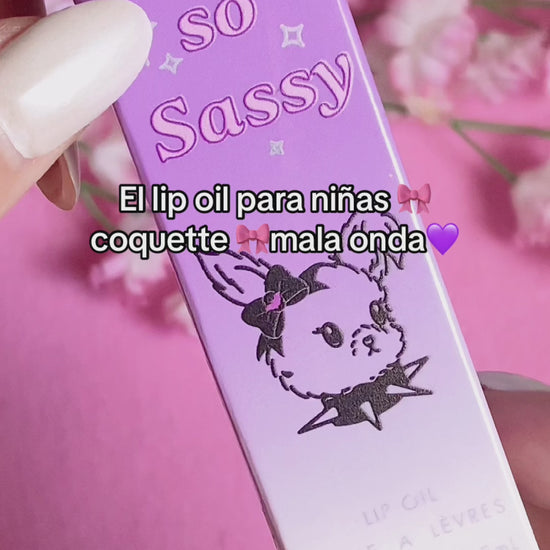 so
Sassy
El lip oil para niñas 🎀
coquette 🎀mala onda💜
LIP OIL
A LÈVRES